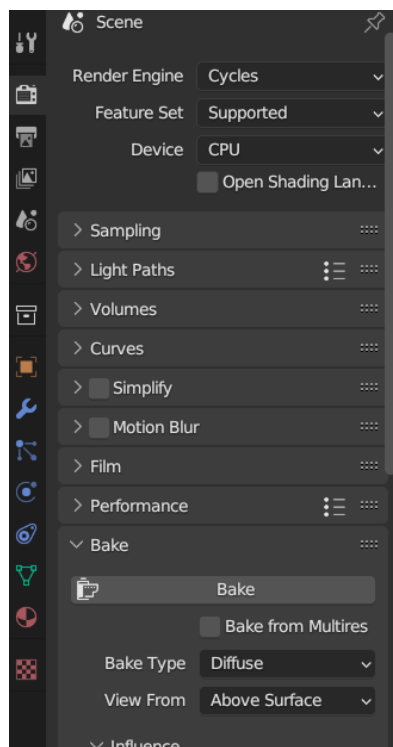 Scene
Render Engine Cycles
Feature Set Supported
Device CPU
Open Shading Lan...
Sampling
Light Paths
Volumes
Curves
Simplify
Motion Blur
Film
Performance
Bake
Bake
Bake from Multires
Bake Type Diffuse
View From Above Surface
Influence